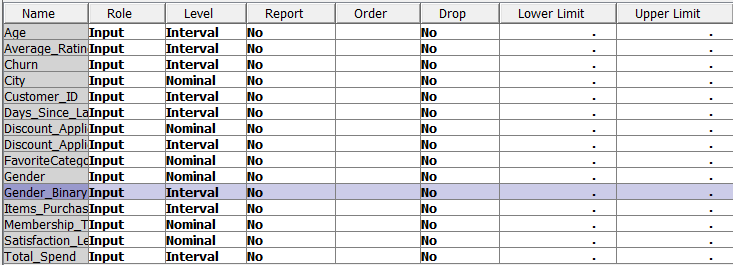 Name Role Level Report Order Drop Lower Limit Upper Limit
Age Input Interval No No . .
Average_Ratin Input Interval No No . .
Churn Input Interval No No . .
City Input Nominal No No . .
Customer_ID Input Interval No No . .
Days_Since_La Input Interval No No . .
Discount_Appli Input Nominal No No . .
Discount_Appli Input Interval No No . .
FavoriteCatego Input Nominal No No . .
Gender Input Nominal No No . .
Gender_Binary Input Interval No No . .
Items_Purchas Input Interval No No . .
Membership_T Input Nominal No No . .
Satisfaction_Le Input Nominal No No . .
Total_Spend Input Interval No No . .